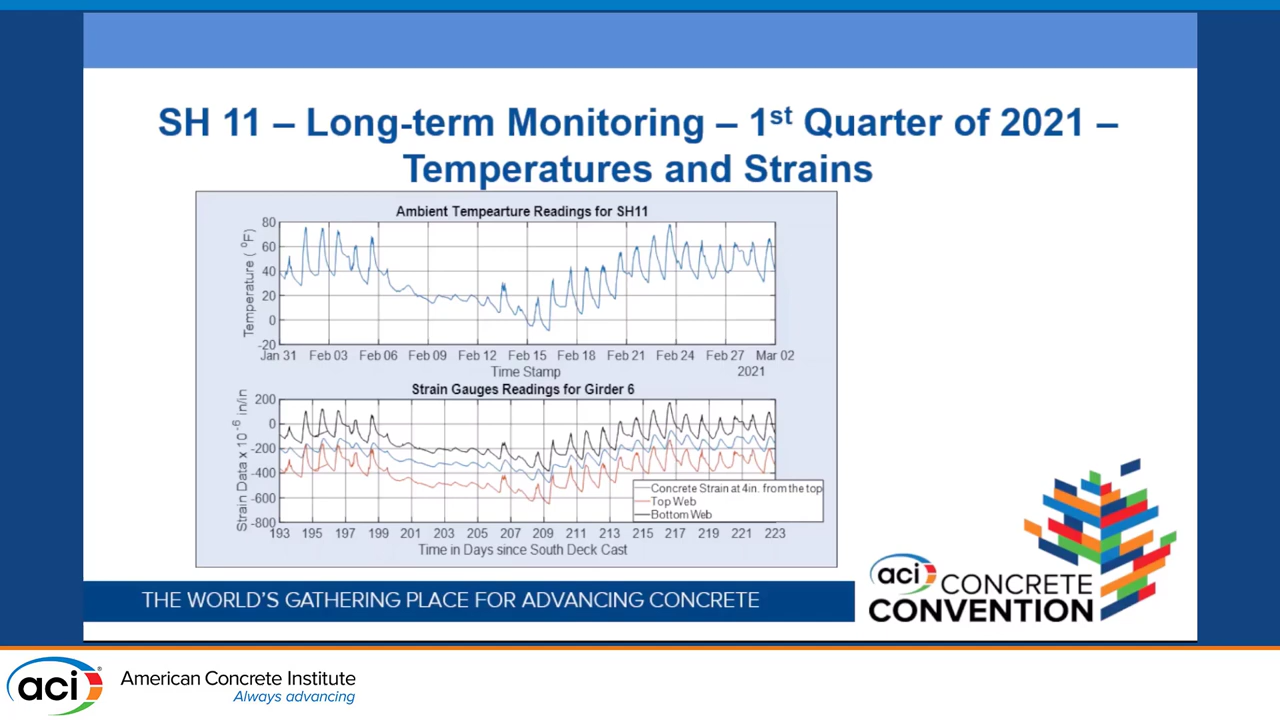 SH 11 – Long-term Monitoring – 1st Quarter of 2021 –
Temperatures and Strains
Ambient Tempearture Readings for SH11
Temperature ( °F)
80
60
40
20
0
-20
Jan 31 Feb 03 Feb 06 Feb 09 Feb 12 Feb 15 Feb 18 Feb 21 Feb 24 Feb 27 Mar 02
Time Stamp 2021
Strain Gauges Readings for Girder 6
Strain Data x 10-6 in/in
200
0
-200
-400
-600
-800
Concrete Strain at 4in. from the top
Top Web
Bottom Web
193 195 197 199 201 203 205 207 209 211 213 215 217 219 221 223
Time in Days since South Deck Cast
THE WORLD'S GATHERING PLACE FOR ADVANCING CONCRETE
aci CONCRETE
CONVENTION
aci® American Concrete Institute
Always advancing